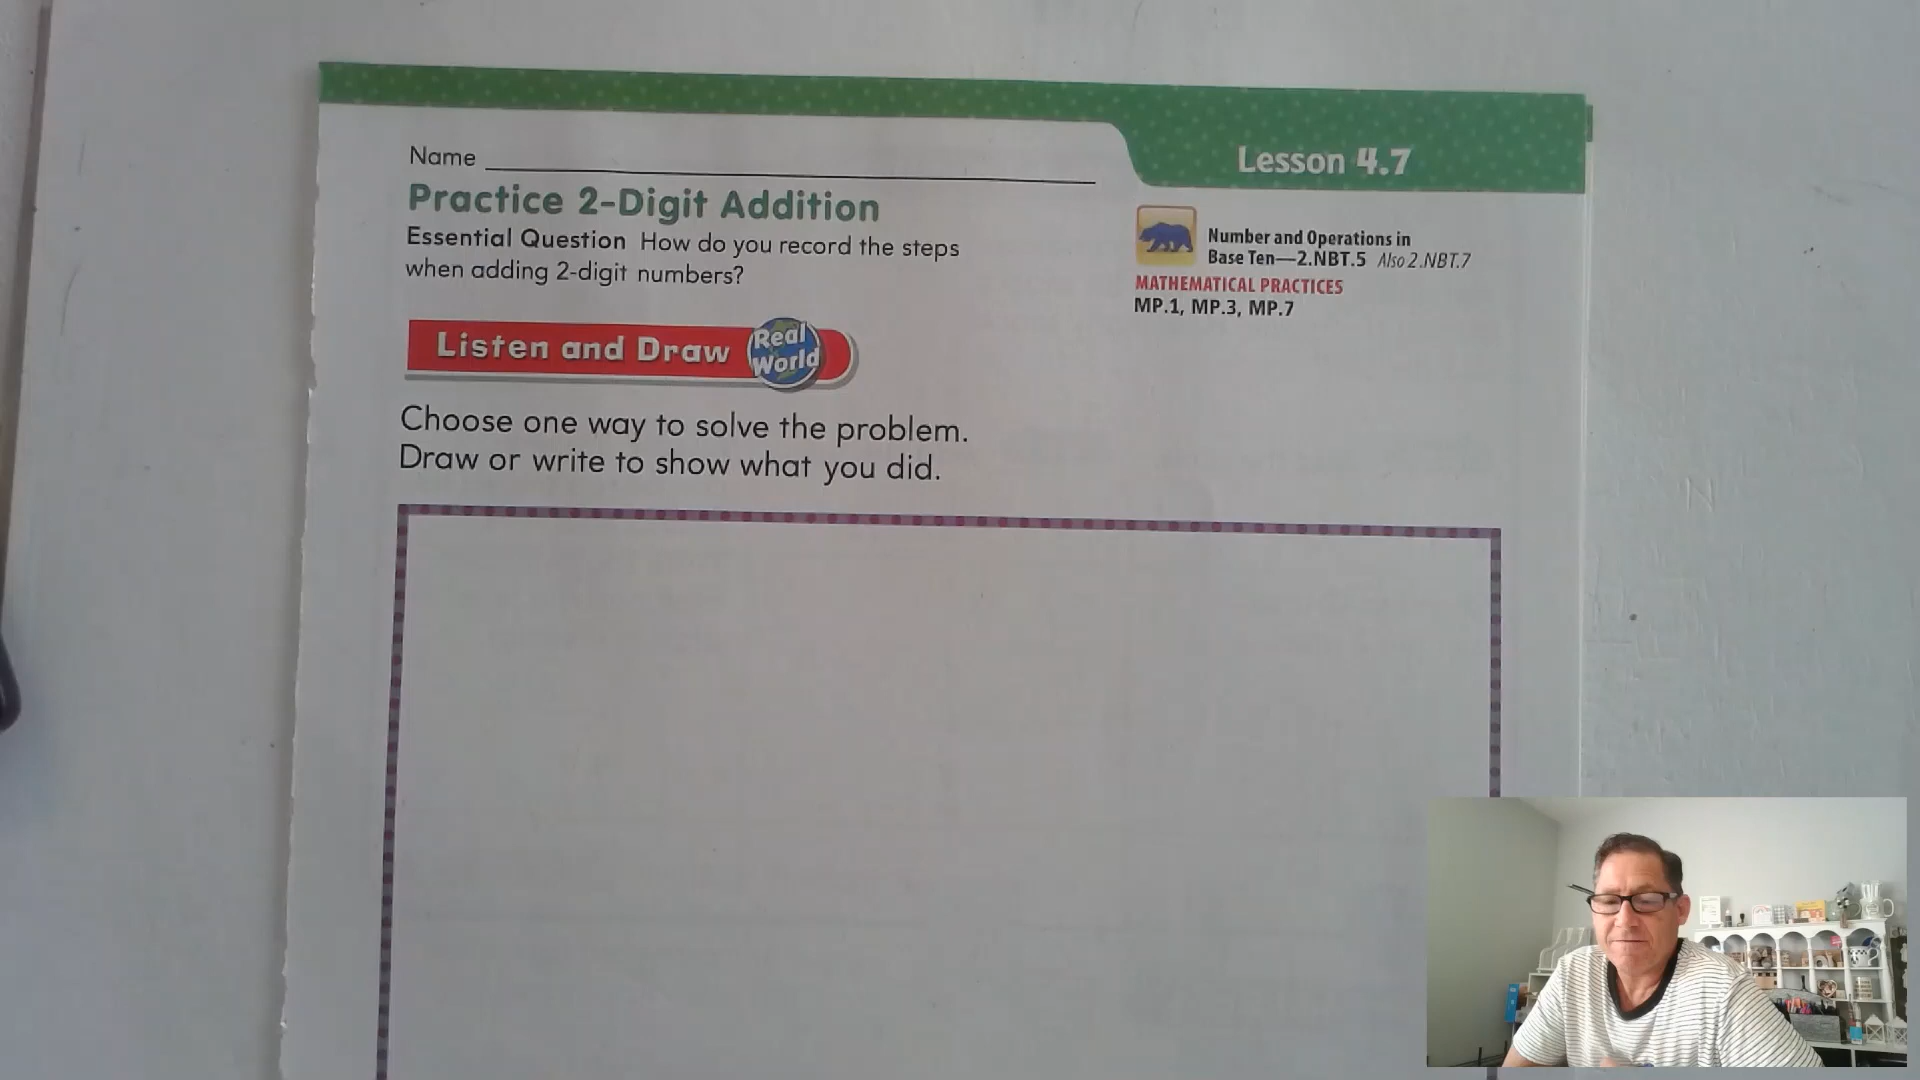 Name
Lesson 4.7
Practice 2-Digit Addition
Essential Question How do you record the steps
when adding 2-digit numbers?
Number and Operations in
Base Ten—2.NBT.5 Also 2.NBT.7
MATHEMATICAL PRACTICES
MP.1, MP.3, MP.7
Listen and Draw
Real
World
Choose one way to solve the problem.
Draw or write to show what you did.